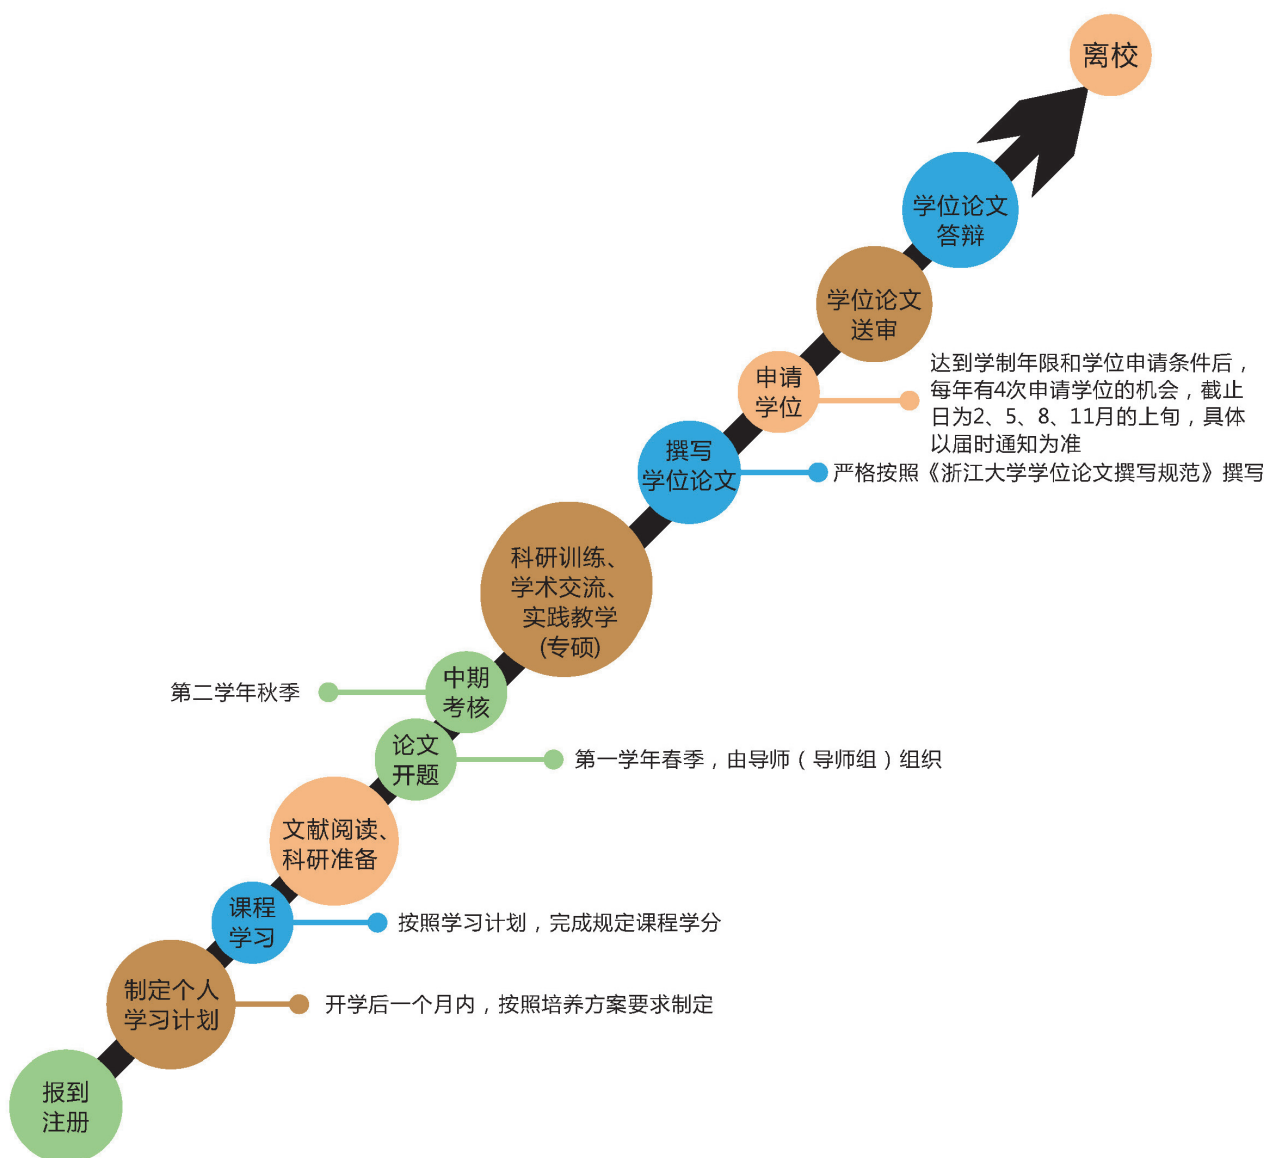 离校
学位论文
答辩
学位论文
送审
申请
学位
达到学制年限和学位申请条件后，
每年有4次申请学位的机会，截止
日为2、5、8、11月的上旬，具体
以届时通知为准
撰写
学位论文
严格按照《浙江大学学位论文撰写规范》撰写
科研训练、
学术交流、
实践教学
(专硕)
中期
考核
第二学年秋季
论文
开题
第一学年春季，由导师（导师组）组织
文献阅读、
科研准备
课程
学习
按照学习计划，完成规定课程学分
制定个人
学习计划
开学后一个月内，按照培养方案要求制定
报到
注册